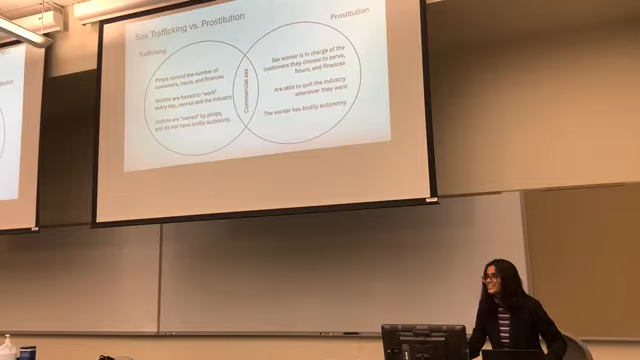 Sex Trafficking vs. Prostitution
Trafficking
Prostitution
Pimps control the number of
customers, hours, and finances
Victims are forced to "work"
every day, cannot exit the industry
Victims are "owned" by pimps,
and do not have bodily autonomy.
Commercial sex
Sex worker is in charge of the
customers they choose to serve,
hours, and finances
Are able to quit the industry
whenever they want
The worker has bodily autonomy